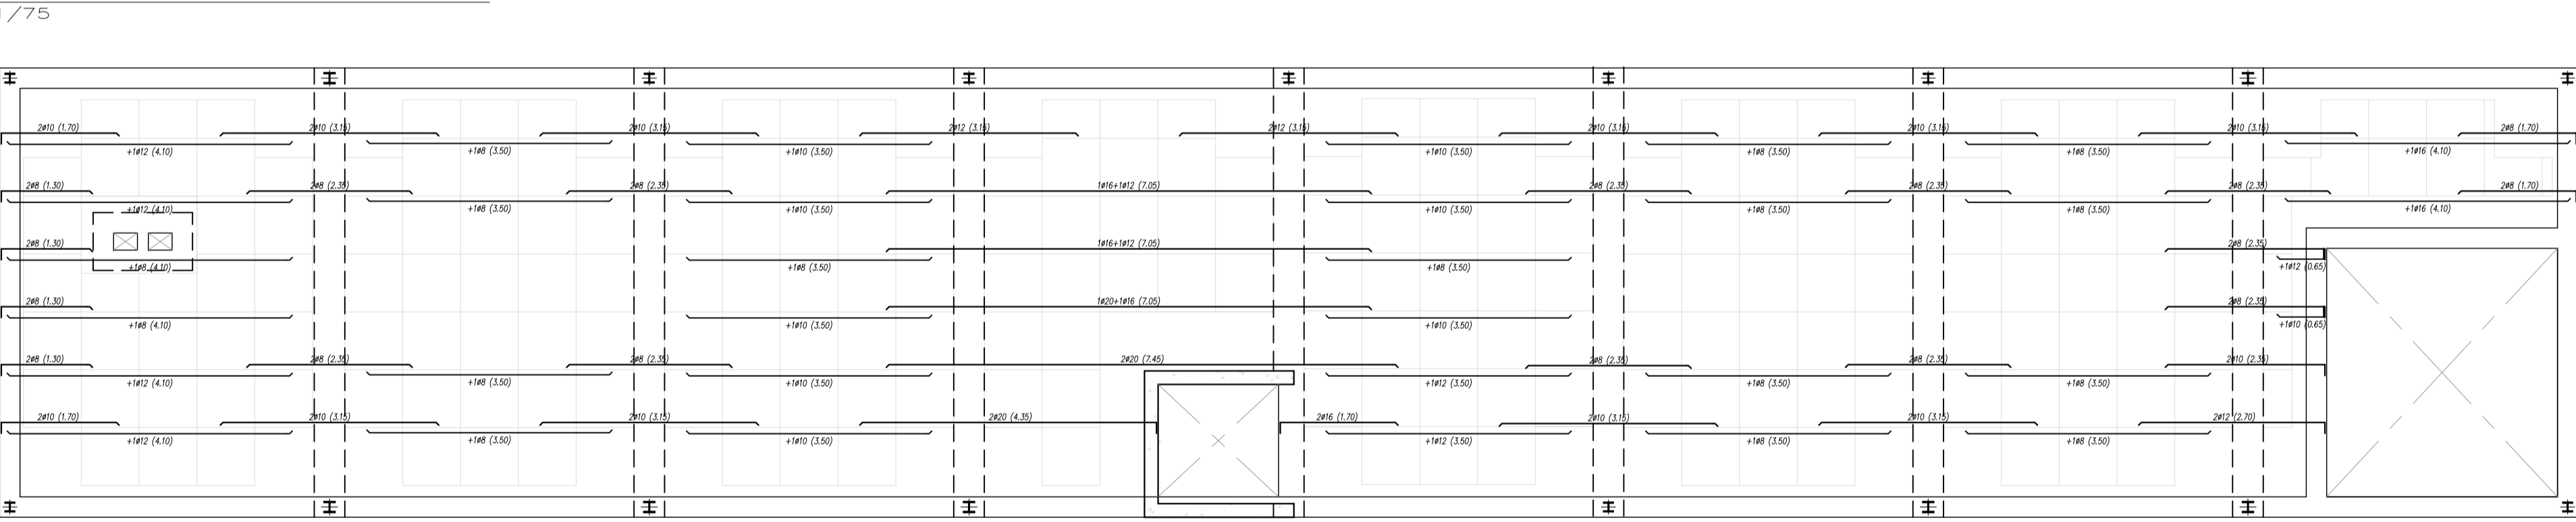 /75
2ø10 (1.70) 2ø10 (3.15) 2ø10 (3.15) 2ø12 (3.15) 2ø12 (3.15) 2ø10 (3.15) 2ø10 (3.15) 2ø10 (3.15) 2ø8 (1.70)
+1ø12 (4.10) +1ø8 (3.50) +1ø10 (3.50) +1ø10 (3.50) +1ø8 (3.50) +1ø8 (3.50) +1ø16 (4.10)
2ø8 (1.30) 2ø8 (2.35) 2ø8 (2.35) 1ø16+1ø12 (7.05) 2ø8 (2.35) 2ø8 (2.35) 2ø8 (2.35) 2ø8 (1.70)
+1ø12 (4.10) +1ø8 (3.50) +1ø10 (3.50) +1ø10 (3.50) +1ø8 (3.50) +1ø8 (3.50) +1ø16 (4.10)
2ø8 (1.30) 1ø16+1ø12 (7.05) 2ø8 (2.35)
+1ø8 (4.10) +1ø8 (3.50) +1ø8 (3.50) +1ø12 (0.65)
2ø8 (1.30) 1ø20+1ø16 (7.05) 2ø8 (2.35)
+1ø8 (4.10) +1ø10 (3.50) +1ø10 (3.50) +1ø10 (0.65)
2ø8 (1.30) 2ø8 (2.35) 2ø8 (2.35) 2ø20 (7.45) 2ø8 (2.35) 2ø8 (2.35) 2ø10 (2.35)
+1ø12 (4.10) +1ø8 (3.50) +1ø10 (3.50) +1ø12 (3.50) +1ø8 (3.50) +1ø8 (3.50)
2ø10 (1.70) 2ø10 (3.15) 2ø10 (3.15) 2ø20 (4.35) 2ø16 (1.70) 2ø10 (3.15) 2ø10 (3.15) 2ø12 (2.70)
+1ø12 (4.10) +1ø8 (3.50) +1ø10 (3.50) +1ø12 (3.50) +1ø8 (3.50) +1ø8 (3.50)